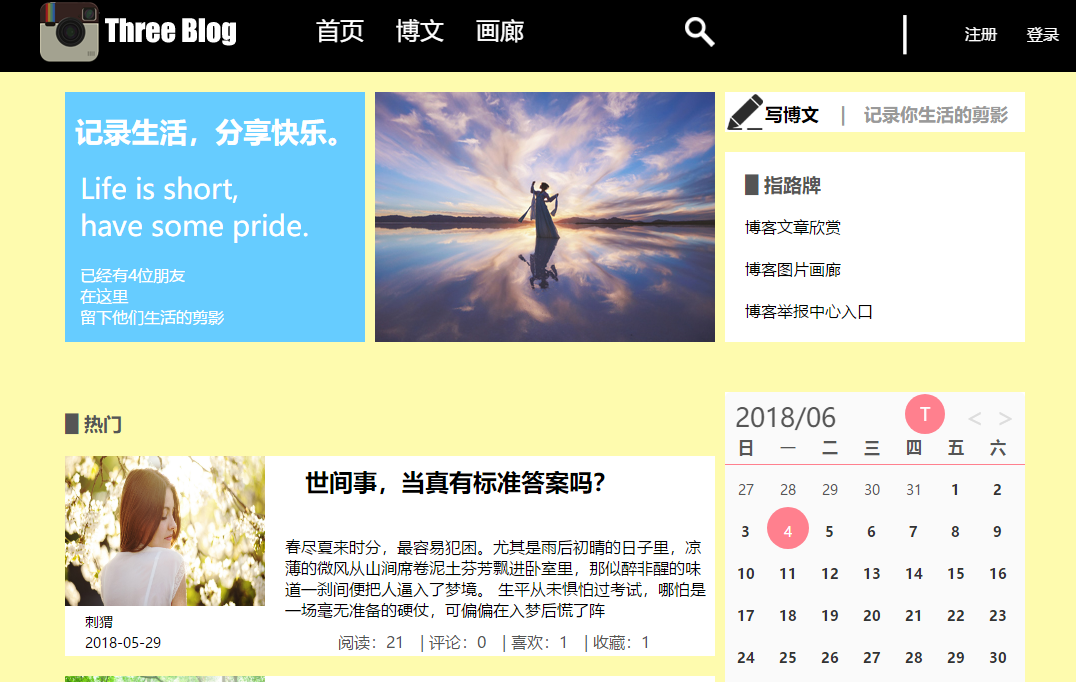 Three Blog
首页 博文 画廊
注册 登录
记录生活，分享快乐。
Life is short,
have some pride.
已经有4位朋友
在这里
留下他们生活的剪影
写博文 | 记录你生活的剪影
指路牌
博客文章欣赏
博客图片画廊
博客举报中心入口
热门
世间事，当真有标准答案吗?
春尽夏来时分，最容易犯困。尤其是雨后初晴的日子里，凉
薄的微风从山涧席卷泥土芬芳飘进卧室里，那似醉非醒的味
道一刹间便把人逼入了梦境。 生平从未惧怕过考试，哪怕是
一场毫无准备的硬仗，可偏偏在入梦后慌了阵
刺猬
2018-05-29
阅读：21 | 评论：0 | 喜欢：1 | 收藏：1
2018/06 T < >
日 一 二 三 四 五 六
27 28 29 30 31 1 2
3 4 5 6 7 8 9
10 11 12 13 14 15 16
17 18 19 20 21 22 23
24 25 26 27 28 29 30